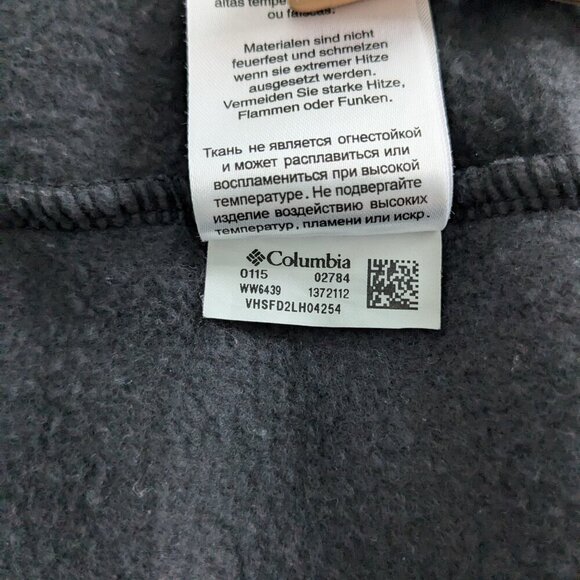 altas
ou faíscas.
Materialen sind nicht
feuerfest und schmelzen
wenn sie extremer Hitze
ausgesetzt werden.
Vermeiden Sie starke Hitze,
Flammen oder Funken.
Ткань не является огнестойкой
и может расплавиться или
воспламениться при высокой
температуре. Не подвергайте
изделие воздействию высоких
температур, пламени или искр.
Columbia
0115 02784
WW6439 1372112
VHSFD2LH04254